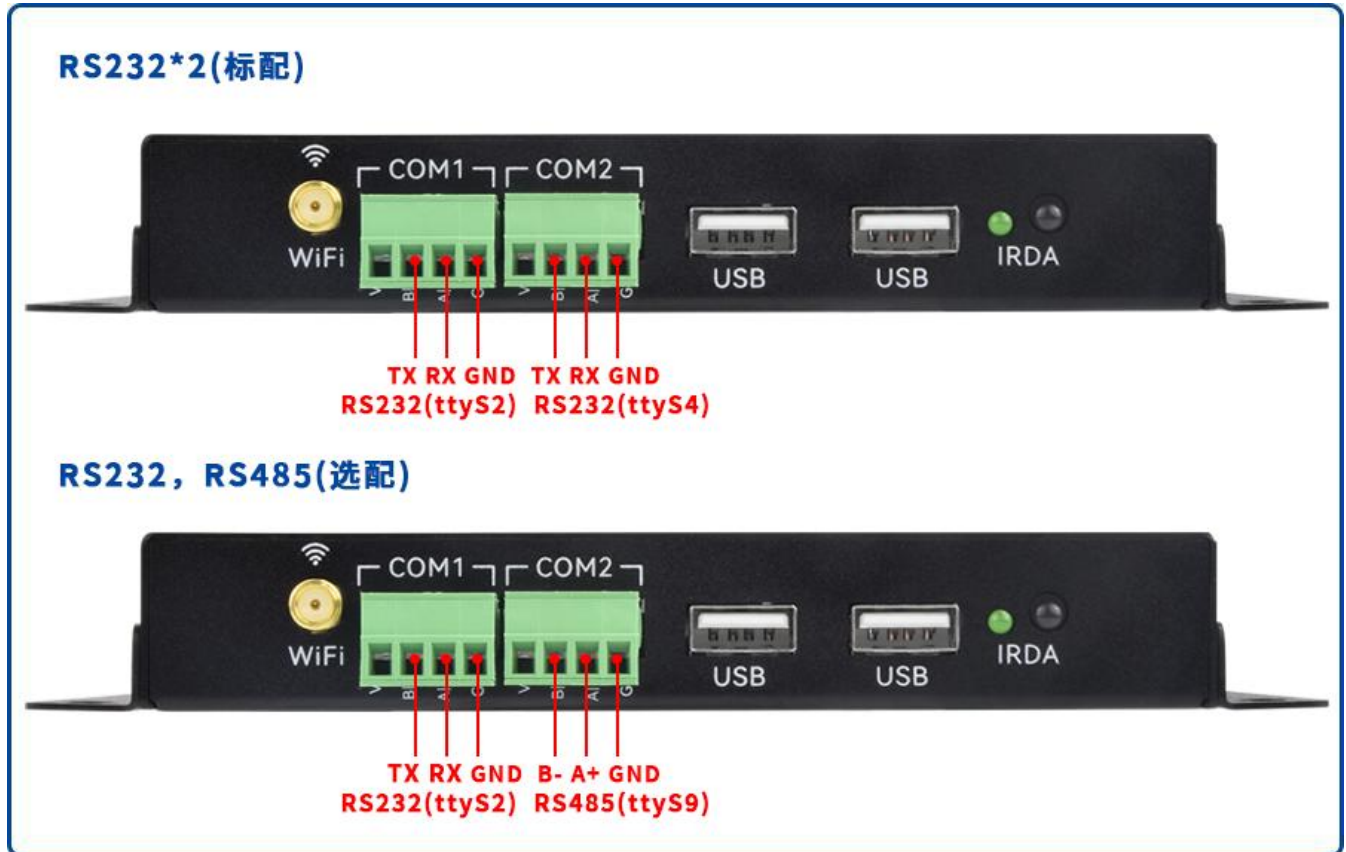 RS232*2(标配)
COM1 COM2
WiFi USB USB IRDA
TX RX GND TX RX GND
RS232(ttyS2) RS232(ttyS4)
RS232，RS485(选配)
COM1 COM2
WiFi USB USB IRDA
TX RX GND B- A+ GND
RS232(ttyS2) RS485(ttyS9)